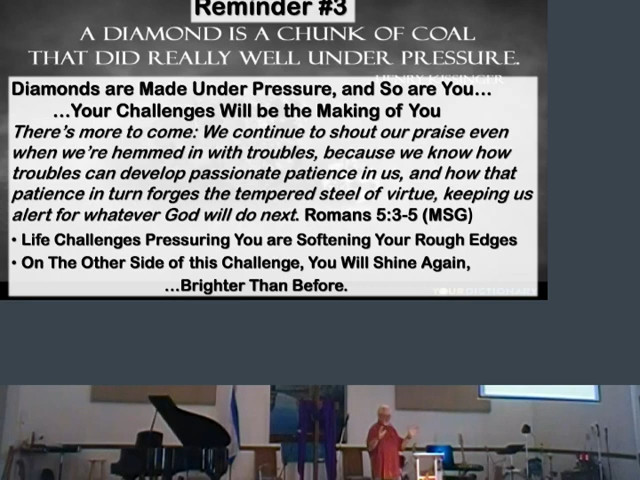 Reminder #3
A DIAMOND IS A CHUNK OF COAL
THAT DID REALLY WELL UNDER PRESSURE.
HENRY KISSINGER
Diamonds are Made Under Pressure, and So are You…
…Your Challenges Will be the Making of You
There's more to come: We continue to shout our praise even
when we're hemmed in with troubles, because we know how
troubles can develop passionate patience in us, and how that
patience in turn forges the tempered steel of virtue, keeping us
alert for whatever God will do next. Romans 5:3-5 (MSG)
• Life Challenges Pressuring You are Softening Your Rough Edges
• On The Other Side of this Challenge, You Will Shine Again,
…Brighter Than Before.
YOURDICTIONARY